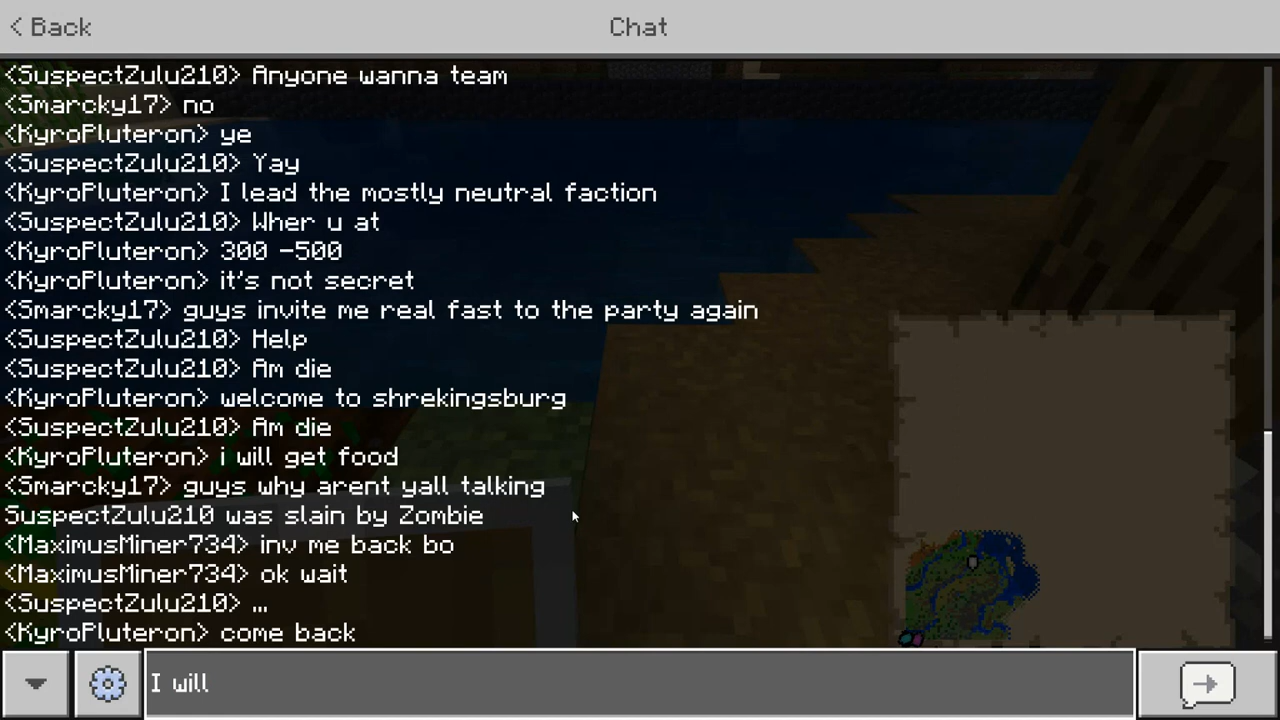 < Back
Chat
<SuspectZulu210> Anyone wanna team
<Smarcky17> no
<KyroPluteron> ye
<SuspectZulu210> Yay
<KyroPluteron> I lead the mostly neutral faction
<SuspectZulu210> Wher u at
<KyroPluteron> 300 -500
<KyroPluteron> it's not secret
<Smarcky17> guys invite me real fast to the party again
<SuspectZulu210> Help
<SuspectZulu210> Am die
<KyroPluteron> welcome to shrekingsburg
<SuspectZulu210> Am die
<KyroPluteron> i will get food
<Smarcky17> guys why arent yall talking
SuspectZulu210 was slain by Zombie
<MaximusMiner734> inv me back bo
<MaximusMiner734> ok wait
<SuspectZulu210> ...
<KyroPluteron> come back
I will